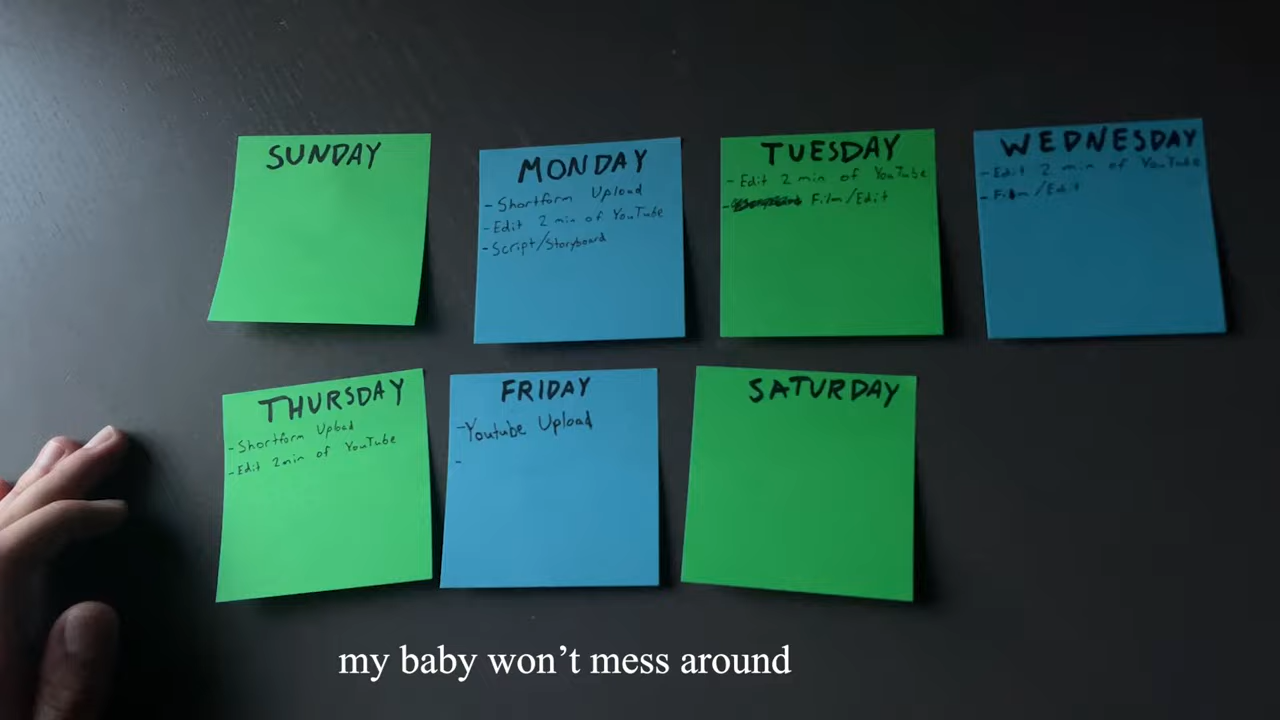 SUNDAY
MONDAY
- Shortform Upload
- Edit 2 min of YouTube
- Script/Storyboard
TUESDAY
- Edit 2 min of YouTube
- Film/Edit
WEDNESDAY
- Edit 2 min of YouTube
- Film/Edit
THURSDAY
- Shortform Upload
- Edit 2min of YouTube
FRIDAY
- Youtube Upload
-
SATURDAY
my baby won't mess around